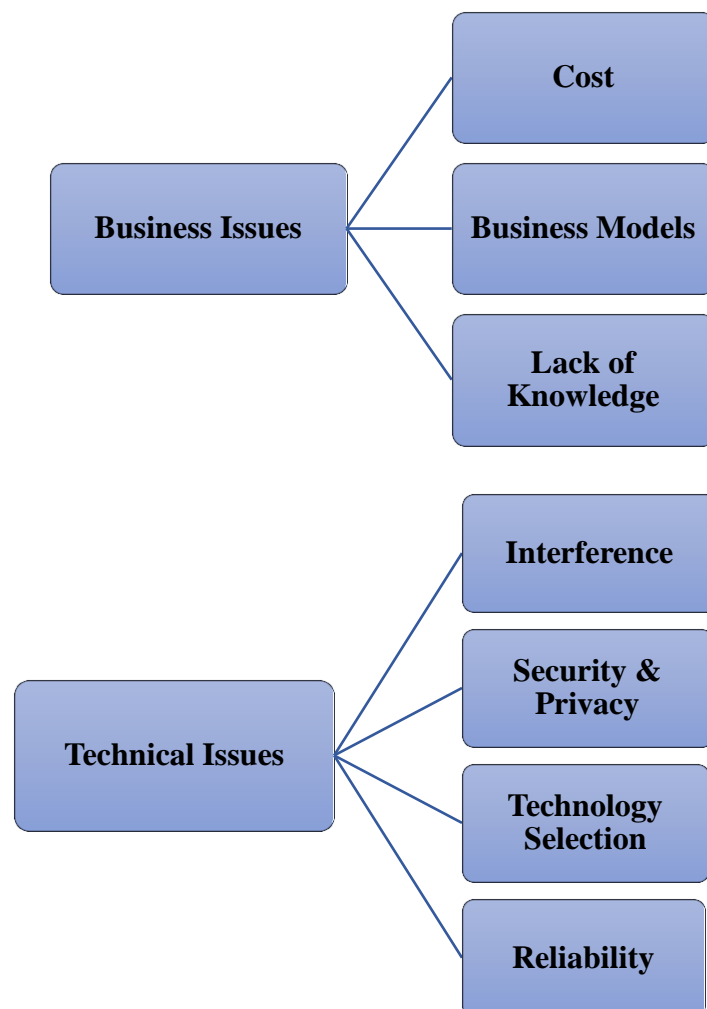 Business Issues
Cost
Business Models
Lack of
Knowledge
Technical Issues
Interference
Security &
Privacy
Technology
Selection
Reliability